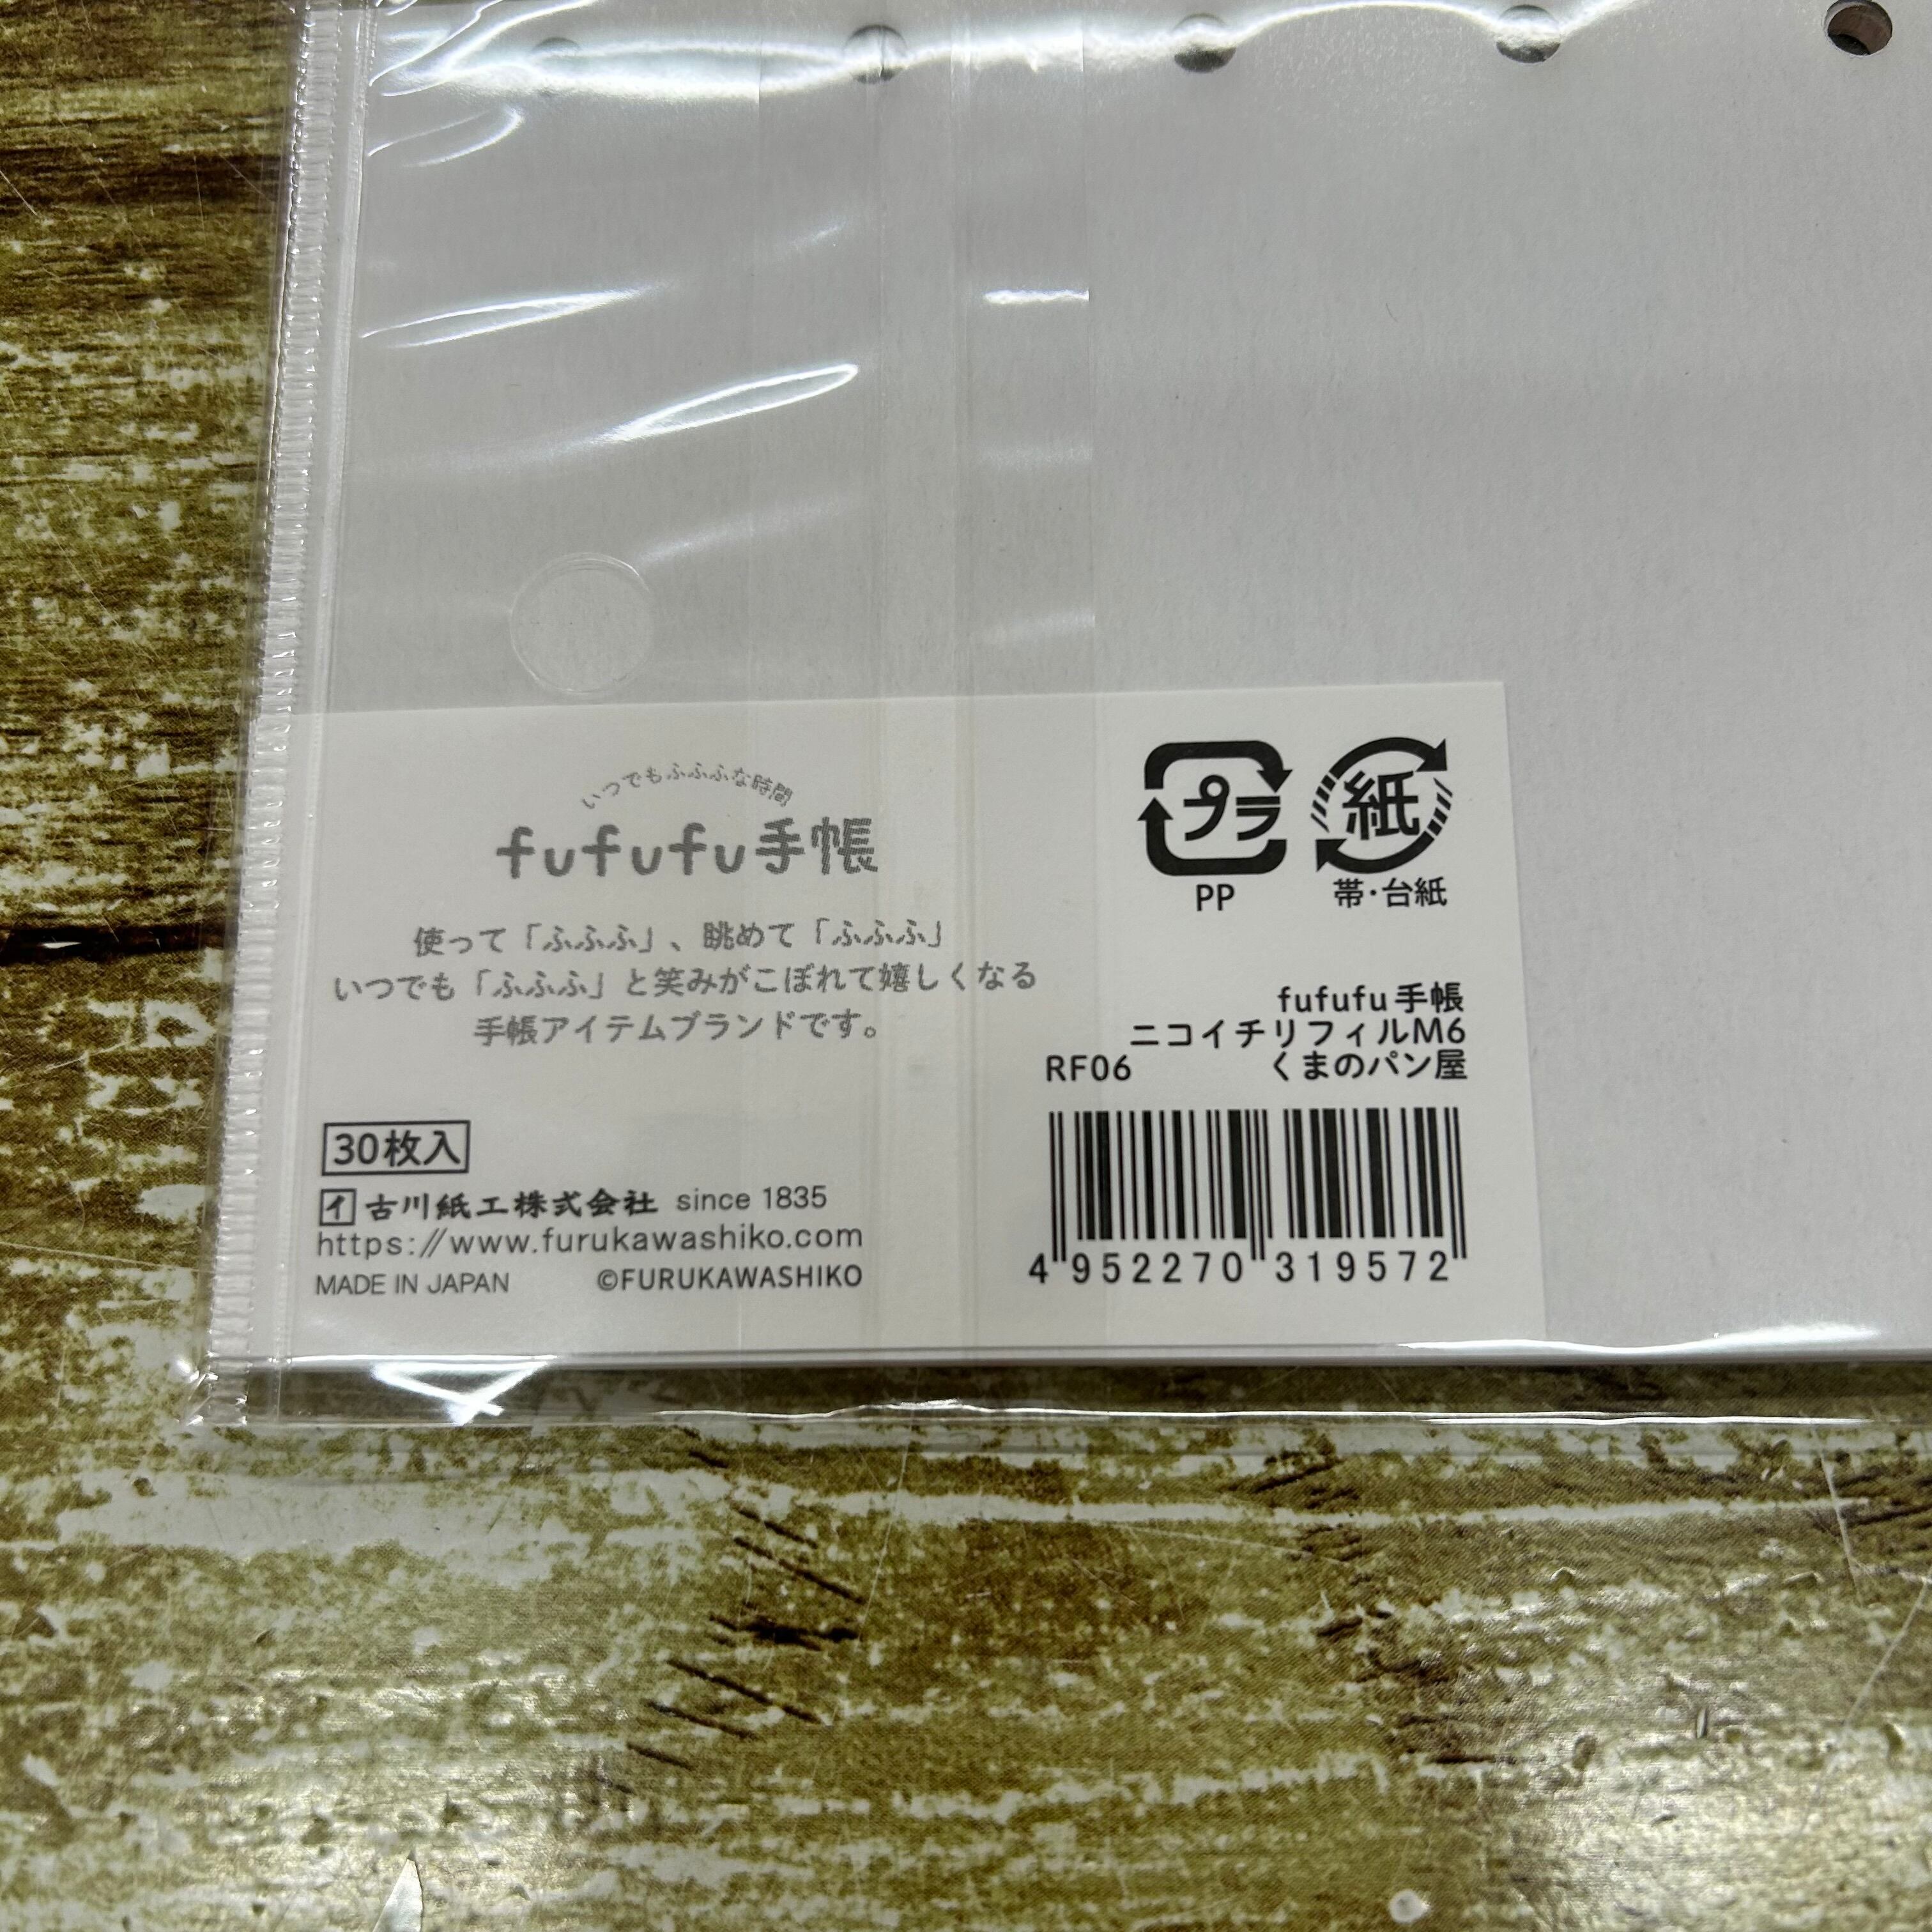 いつでもふふふな時間
fufufu手帳
使って「ふふふ」、眺めて「ふふふ」
いつでも「ふふふ」と笑みがこぼれて嬉しくなる
手帳アイテムブランドです。
30枚入
イ 古川紙工株式会社 since 1835
https://www.furukawashiko.com
MADE IN JAPAN ©FURUKAWASHIKO
プラ 紙
PP 帯・台紙
fufufu手帳
ニコイチリフィルM6
RF06 くまのパン屋
4 952270 319572